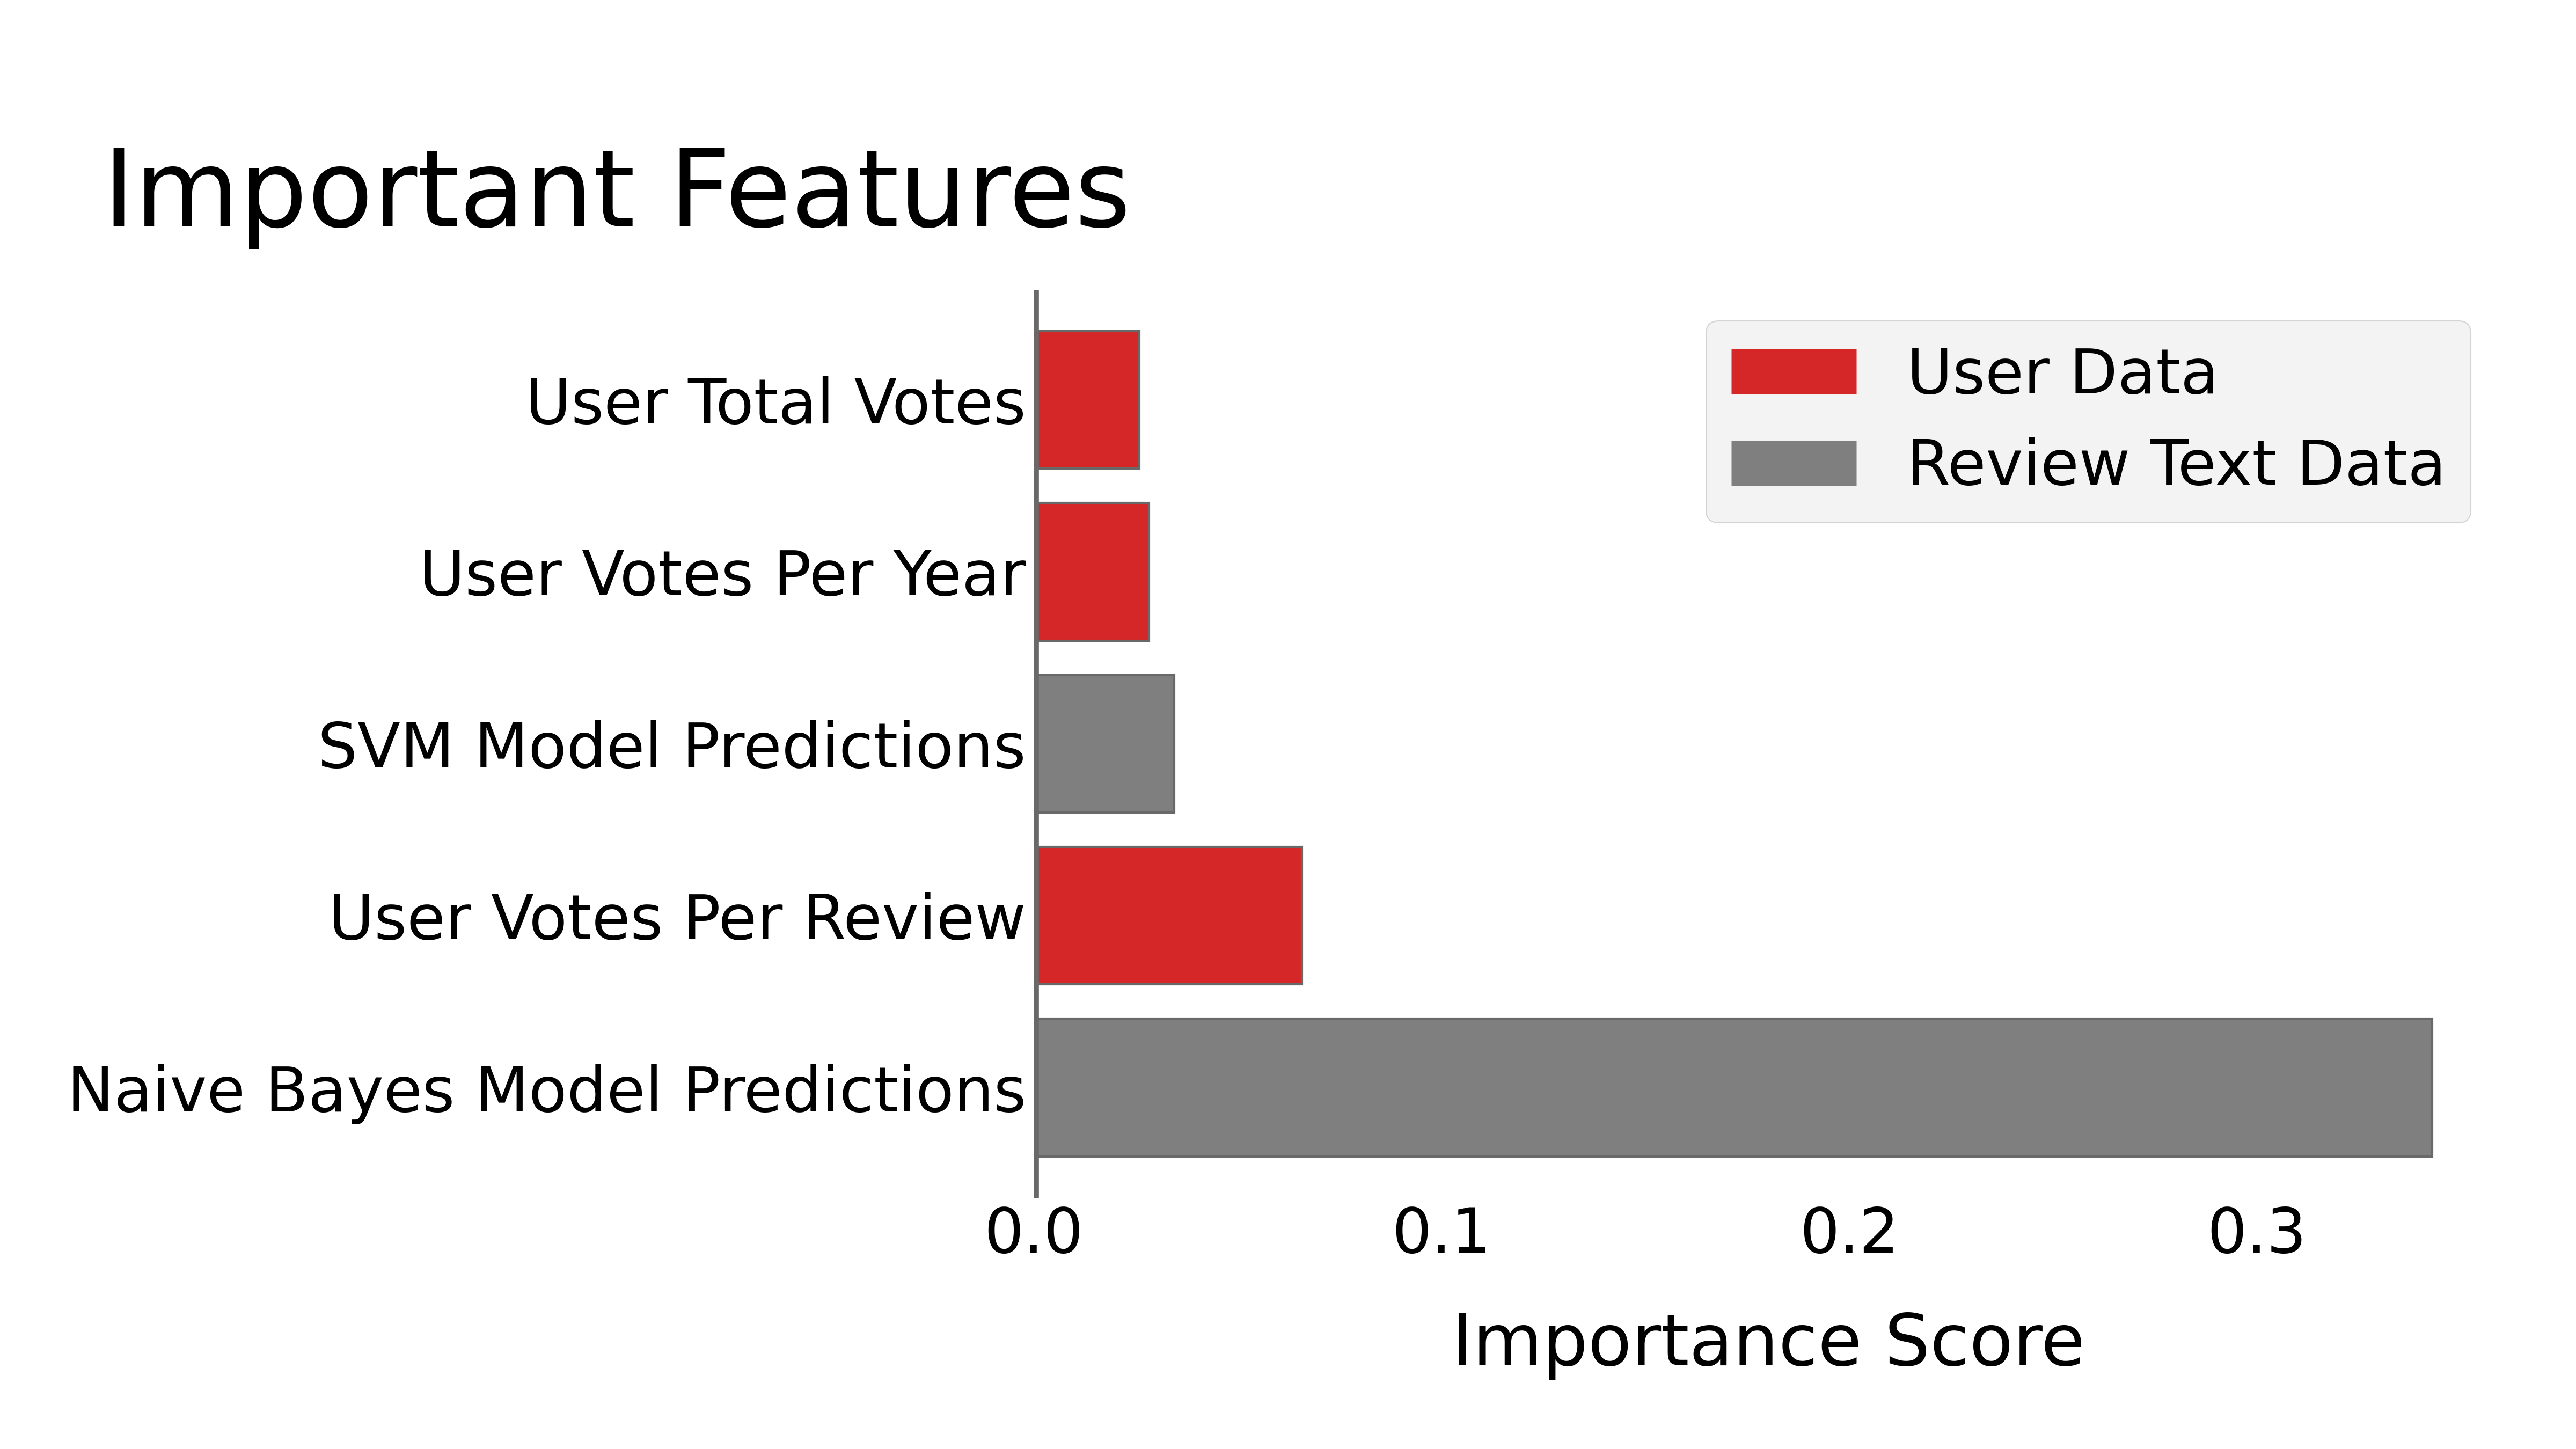 Important Features
User Data
Review Text Data
User Total Votes
User Votes Per Year
SVM Model Predictions
User Votes Per Review
Naive Bayes Model Predictions
0.0 0.1 0.2 0.3
Importance Score